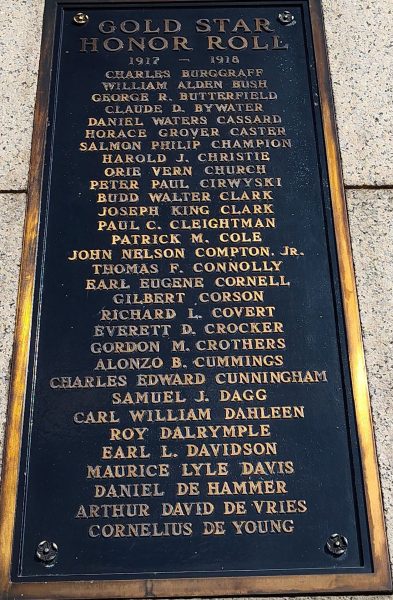 GOLD STAR
HONOR ROLL
1917 - 1918
CHARLES BURGGRAFF
WILLIAM ALDEN BUSH
GEORGE R. BUTTERFIELD
CLAUDE D. BYWATER
DANIEL WATERS CASSARD
HORACE GROVER CASTER
SALMON PHILIP CHAMPION
HAROLD J. CHRISTIE
ORIE VERN CHURCH
PETER PAUL CIRWYSKI
BUDD WALTER CLARK
JOSEPH KING CLARK
PAUL C. CLEIGHTMAN
PATRICK M. COLE
JOHN NELSON COMPTON, JR.
THOMAS F. CONNOLLY
EARL EUGENE CORNELL
GILBERT CORSON
RICHARD L. COVERT
EVERETT D. CROCKER
GORDON M. CROTHERS
ALONZO B. CUMMINGS
CHARLES EDWARD CUNNINGHAM
SAMUEL J. DAGG
CARL WILLIAM DAHLEEN
ROY DALRYMPLE
EARL L. DAVIDSON
MAURICE LYLE DAVIS
DANIEL DE HAMMER
ARTHUR DAVID DE VRIES
CORNELIUS DE YOUNG